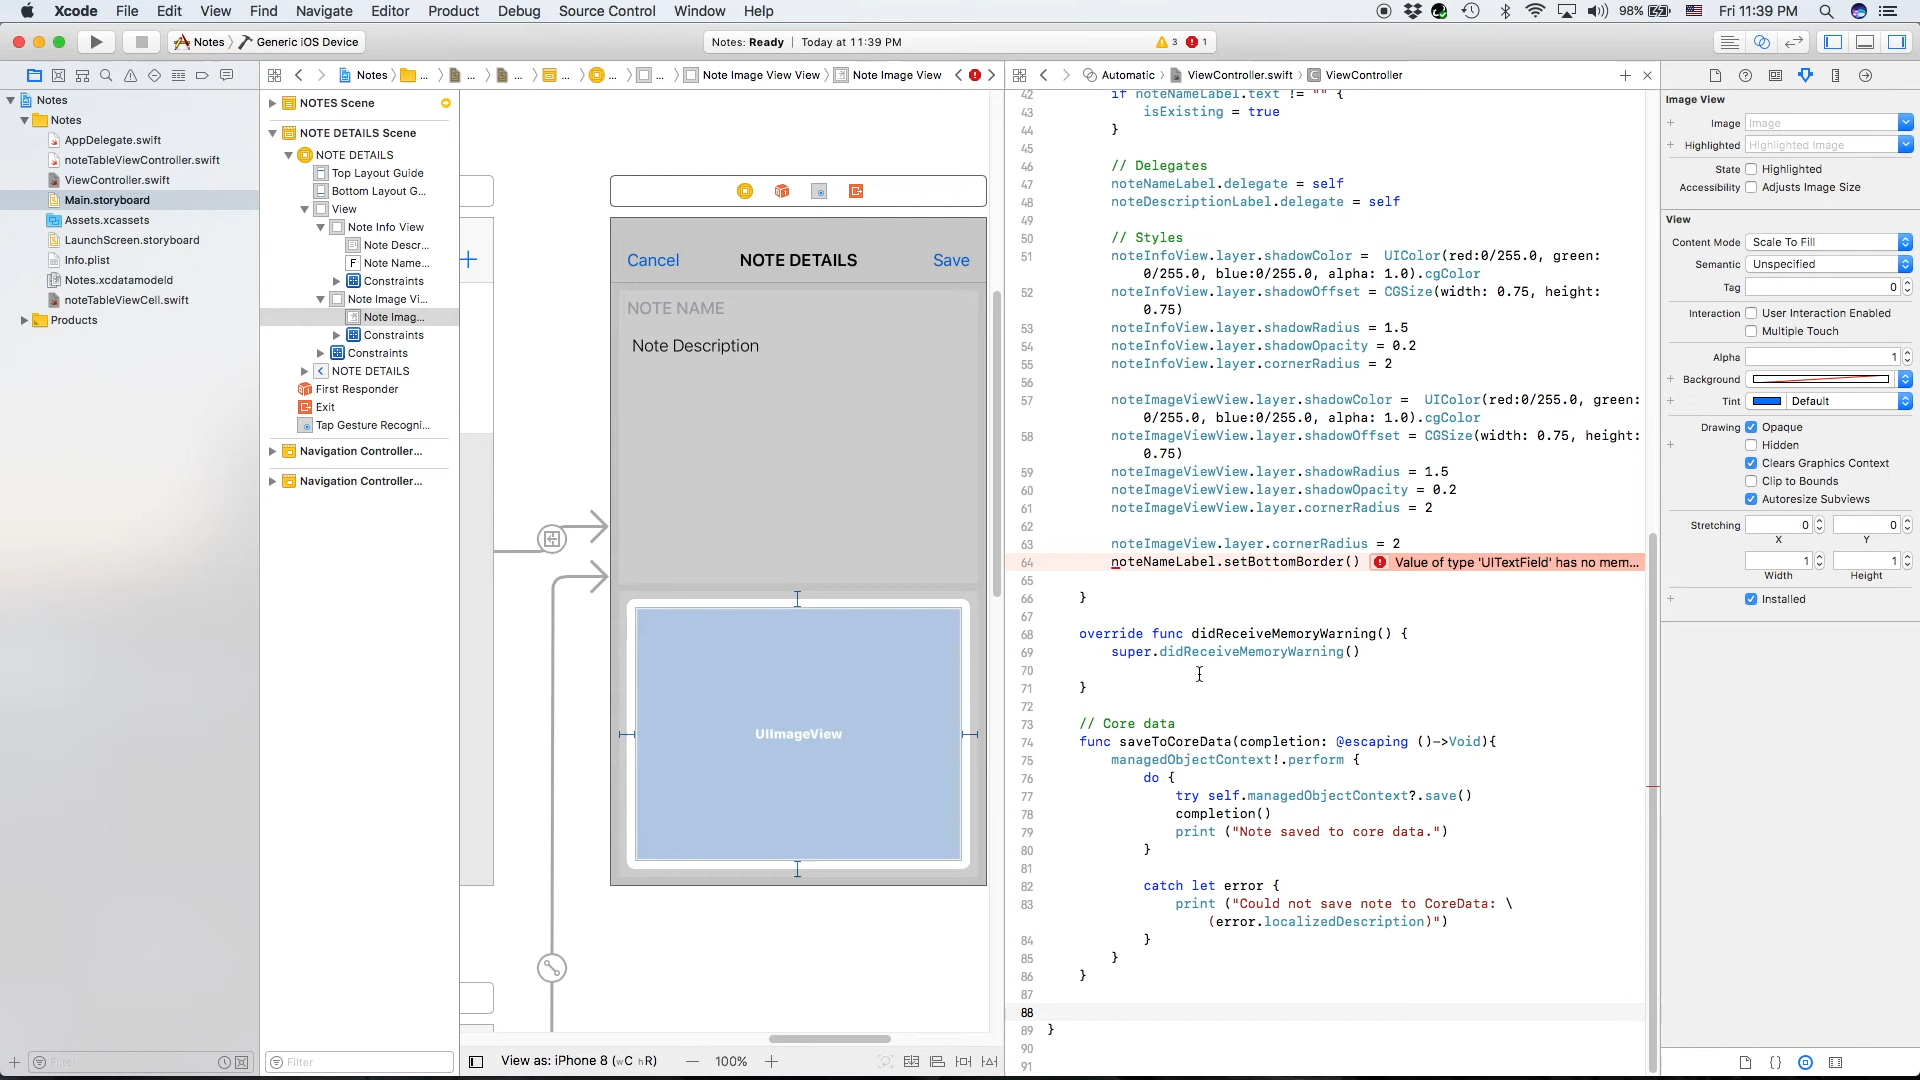 Xcode File Edit View Find Navigate Editor Product Debug Source Control Window Help
98% Fri 11:39 PM
Notes Generic iOS Device
Notes: Ready | Today at 11:39 PM
3 1
Notes ... ... ... ... ... ... Note Image View View Note Image View
Automatic ViewController.swift ViewController
Notes
Notes
AppDelegate.swift
noteTableViewController.swift
ViewController.swift
Main.storyboard
Assets.xcassets
LaunchScreen.storyboard
Info.plist
Notes.xcdatamodeld
noteTableViewCell.swift
Products
Filter
NOTES Scene
NOTE DETAILS Scene
NOTE DETAILS
Top Layout Guide
Bottom Layout G...
View
Note Info View
Note Descr...
F Note Name...
Constraints
Note Image Vi...
Note Imag...
Constraints
Constraints
NOTE DETAILS
First Responder
Exit
Tap Gesture Recogni...
Navigation Controller...
Navigation Controller...
Filter
Cancel NOTE DETAILS Save
NOTE NAME
Note Description
UIImageView
View as: iPhone 8 (wC hR) — 100% +
42 if noteNameLabel.text != "" {
43 isExisting = true
44 }
45
46 // Delegates
47 noteNameLabel.delegate = self
48 noteDescriptionLabel.delegate = self
49
50 // Styles
51 noteInfoView.layer.shadowColor = UIColor(red:0/255.0, green:
0/255.0, blue:0/255.0, alpha: 1.0).cgColor
52 noteInfoView.layer.shadowOffset = CGSize(width: 0.75, height:
0.75)
53 noteInfoView.layer.shadowRadius = 1.5
54 noteInfoView.layer.shadowOpacity = 0.2
55 noteInfoView.layer.cornerRadius = 2
56
57 noteImageViewView.layer.shadowColor = UIColor(red:0/255.0, green:
0/255.0, blue:0/255.0, alpha: 1.0).cgColor
58 noteImageViewView.layer.shadowOffset = CGSize(width: 0.75, height:
0.75)
59 noteImageViewView.layer.shadowRadius = 1.5
60 noteImageViewView.layer.shadowOpacity = 0.2
61 noteImageViewView.layer.cornerRadius = 2
62
63 noteImageView.layer.cornerRadius = 2
64 noteNameLabel.setBottomBorder() Value of type 'UITextField' has no mem...
65
66 }
67
68 override func didReceiveMemoryWarning() {
69 super.didReceiveMemoryWarning()
70
71 }
72
73 // Core data
74 func saveToCoreData(completion: @escaping ()->Void){
75 managedObjectContext!.perform {
76 do {
77 try self.managedObjectContext?.save()
78 completion()
79 print ("Note saved to core data.")
80 }
81
82 catch let error {
83 print ("Could not save note to CoreData: \
(error.localizedDescription)")
84 }
85 }
86 }
87
88
89 }
90
91
Image View
Image Image
Highlighted Highlighted Image
State Highlighted
Accessibility Adjusts Image Size
View
Content Mode Scale To Fill
Semantic Unspecified
Tag 0
Interaction User Interaction Enabled
Multiple Touch
Alpha 1
Background
Tint Default
Drawing Opaque
Hidden
Clears Graphics Context
Clip to Bounds
Autoresize Subviews
Stretching 0 0
X Y
1 1
Width Height
Installed